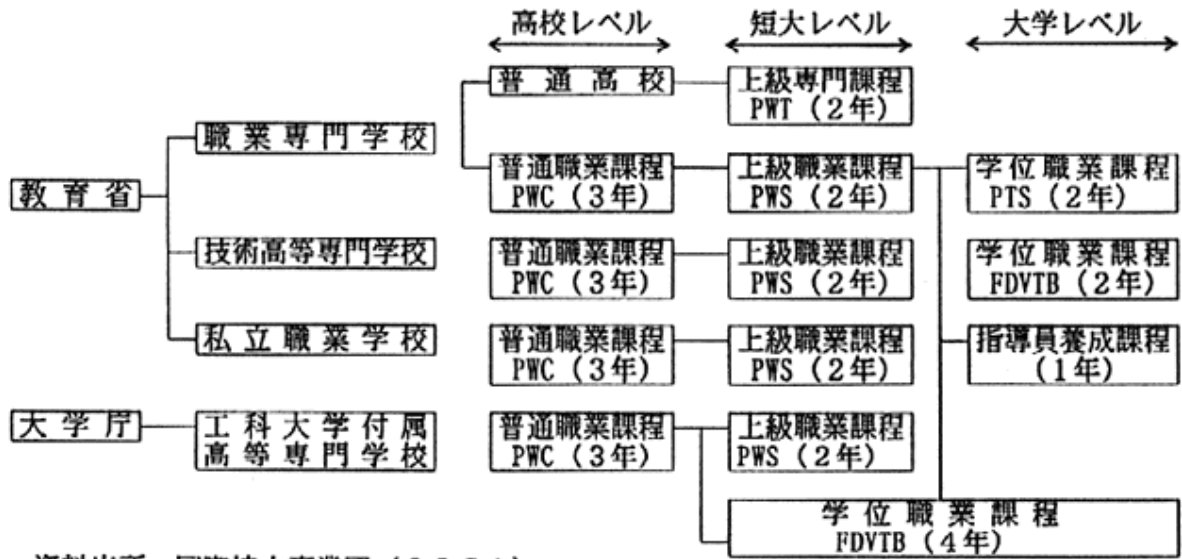 高校レベル 短大レベル 大学レベル
普通高校 上級専門課程
PWT(2年)
職業専門学校
教育省
普通職業課程 上級職業課程 学位職業課程
PWC(3年) PWS(2年) PTS(2年)
技術高等専門学校 普通職業課程 上級職業課程 学位職業課程
PWC(3年) PWS(2年) FDVTB(2年)
私立職業学校 普通職業課程 上級職業課程 指導員養成課程
PWC(3年) PWS(2年) (1年)
大学庁 工科大学付属 普通職業課程 上級職業課程
高等専門学校 PWC(3年) PWS(2年)
学位職業課程
FDVTB(4年)